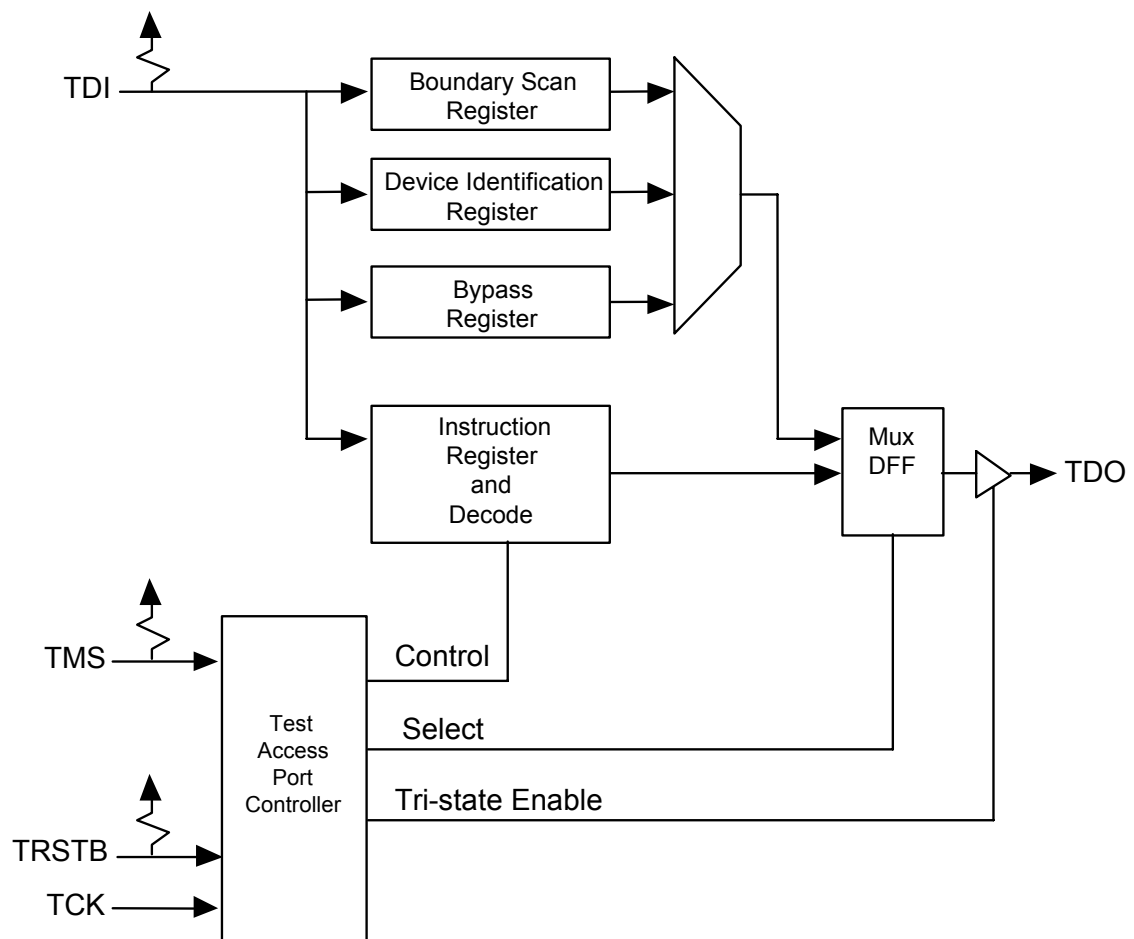 TDI
Boundary Scan
Register
Device Identification
Register
Bypass
Register
Instruction
Register
and
Decode
Mux
DFF
TDO
TMS
Control
Test
Access
Port
Controller
Select
Tri-state Enable
TRSTB
TCK